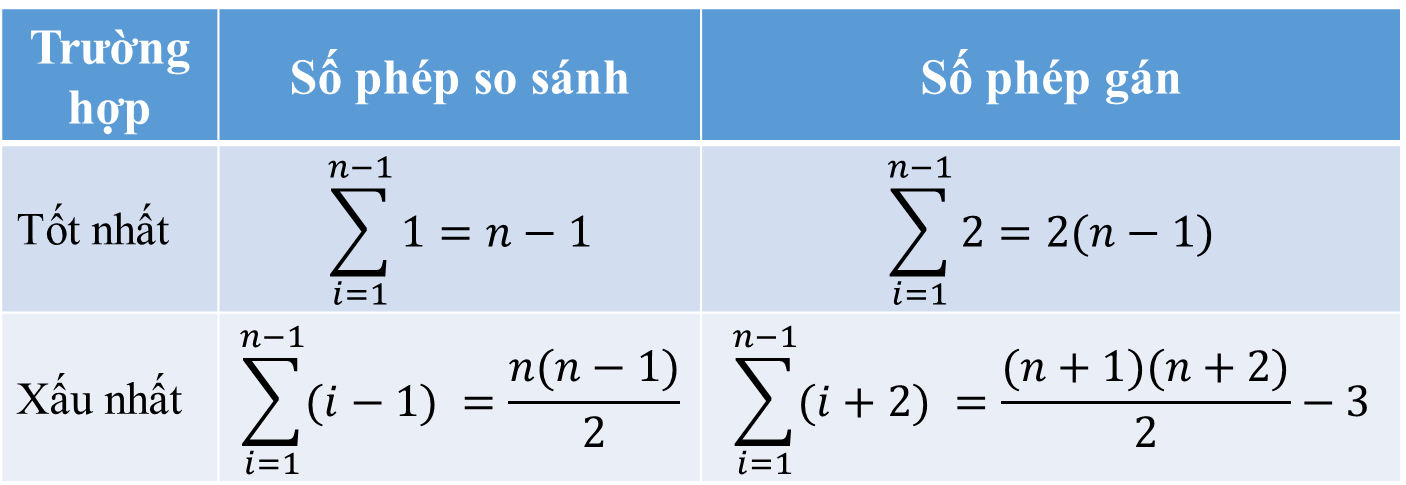 Trường hợp
Số phép so sánh
Số phép gán
Tốt nhất
∑_{i=1}^{n−1} 1 = n − 1
∑_{i=1}^{n−1} 2 = 2(n − 1)
Xấu nhất
∑_{i=1}^{n−1} (i − 1) = n(n − 1)/2
∑_{i=1}^{n−1} (i + 2) = (n + 1)(n + 2)/2 − 3